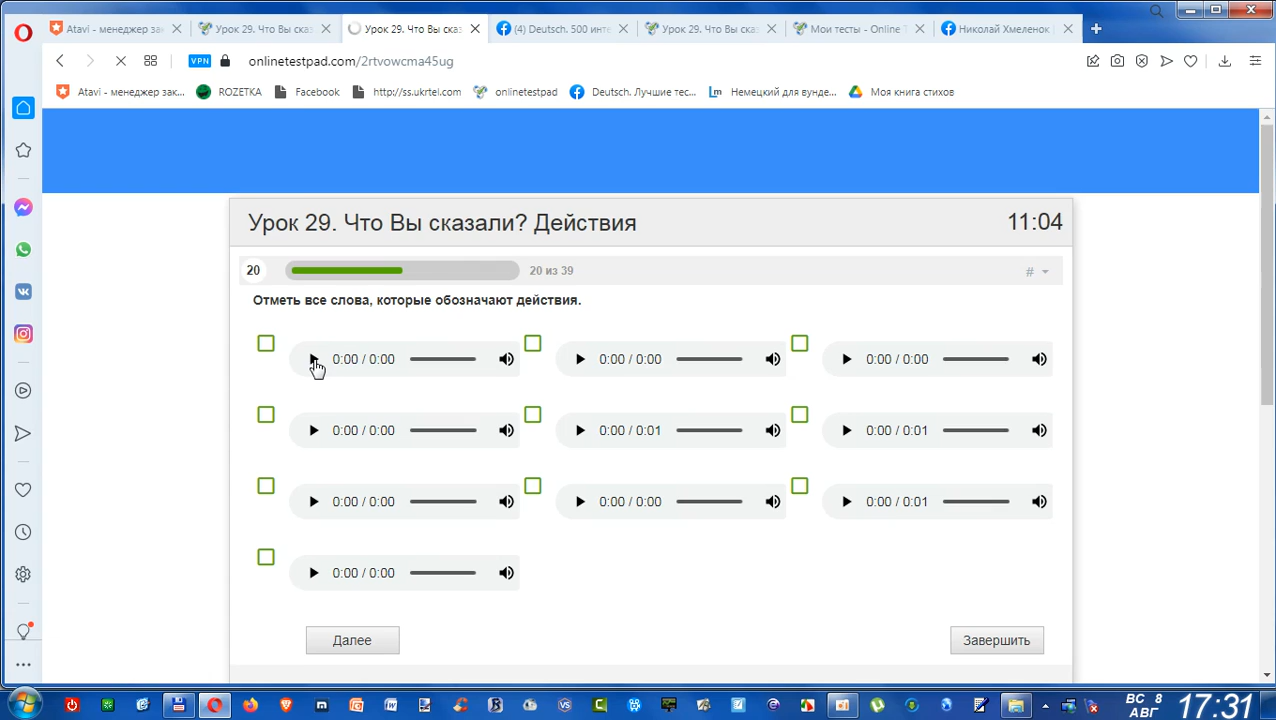 Atavi - менеджер зак
Урок 29. Что Вы сказ
Урок 29. Что Вы сказ
(4) Deutsch. 500 инте
Урок 29. Что Вы сказ
Мои тесты - Online T
Николай Хмеленок
VPN
onlinetestpad.com/2rtvowcma45ug
Atavi - менеджер зак...
ROZETKA
Facebook
http://ss.ukrtel.com
onlinetestpad
Deutsch. Лучшие тес...
Lm Немецкий для вунде...
Моя книга стихов
Урок 29. Что Вы сказали? Действия 11:04
20 20 из 39 #
Отметь все слова, которые обозначают действия.
0:00 / 0:00 0:00 / 0:00 0:00 / 0:00
0:00 / 0:00 0:00 / 0:01 0:00 / 0:01
0:00 / 0:00 0:00 / 0:00 0:00 / 0:01
0:00 / 0:00
Далее Завершить
ВС 8
АВГ
17:31